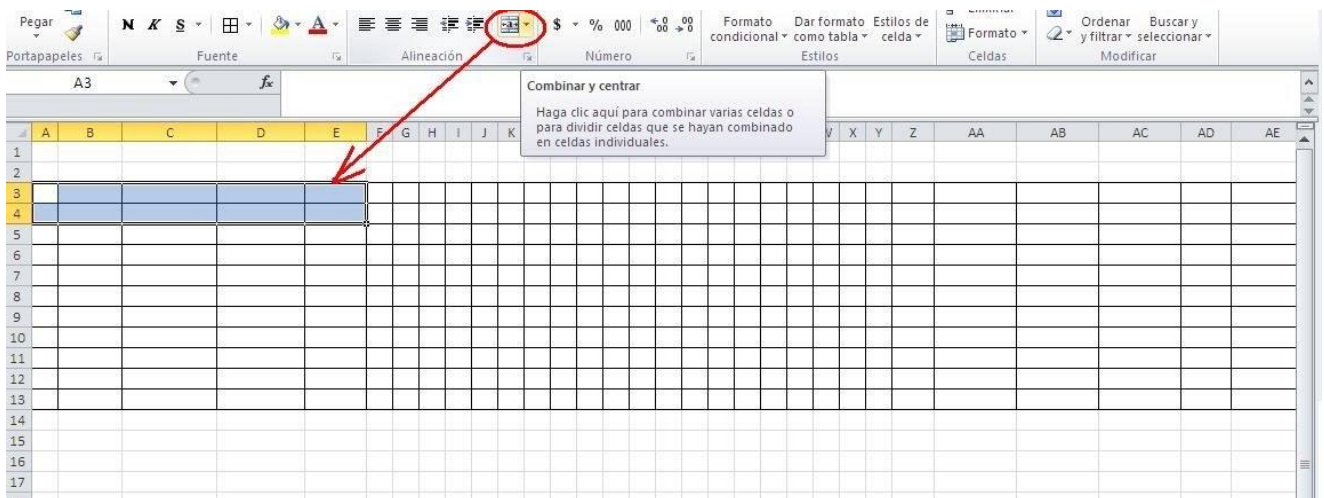 Pegar
N K S A $ % 000
Formato condicional
Dar formato como tabla
Estilos de celda
Formato
Ordenar y filtrar
Buscar y seleccionar
Portapapeles Fuente Alineación Número Estilos Celdas Modificar
A3 fx
Combinar y centrar
Haga clic aquí para combinar varias celdas o
para dividir celdas que se hayan combinado
en celdas individuales.
A B C D E F G H I J K X Y Z AA AB AC AD AE
1
2
3
4
5
6
7
8
9
10
11
12
13
14
15
16
17